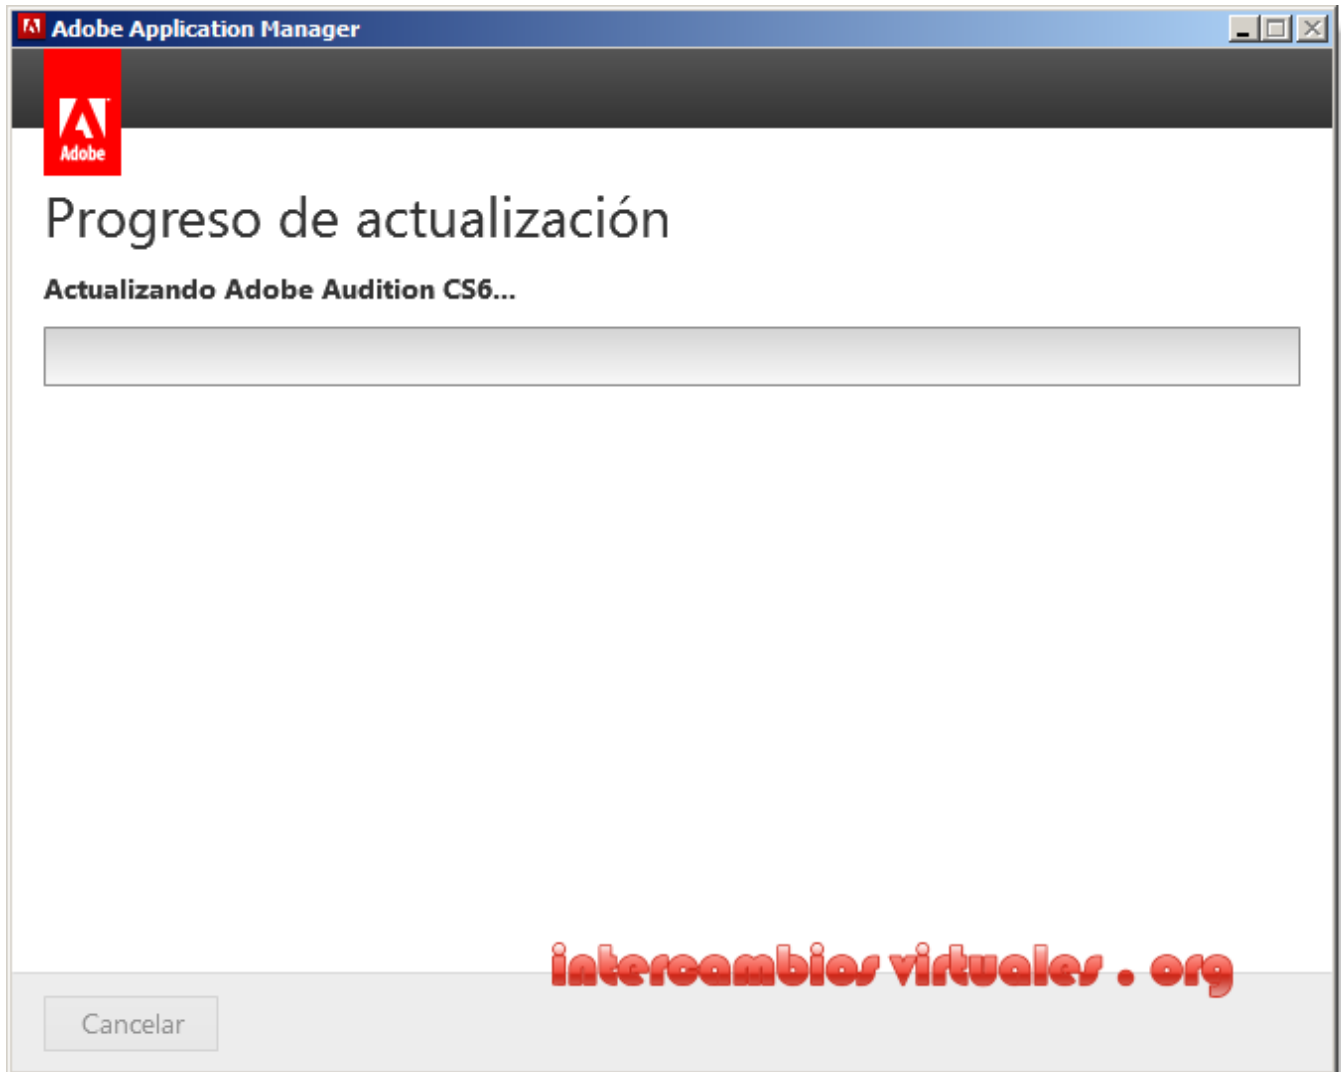 Adobe Application Manager
Adobe
Progreso de actualización
Actualizando Adobe Audition CS6...
intercambios virtuales . org
Cancelar